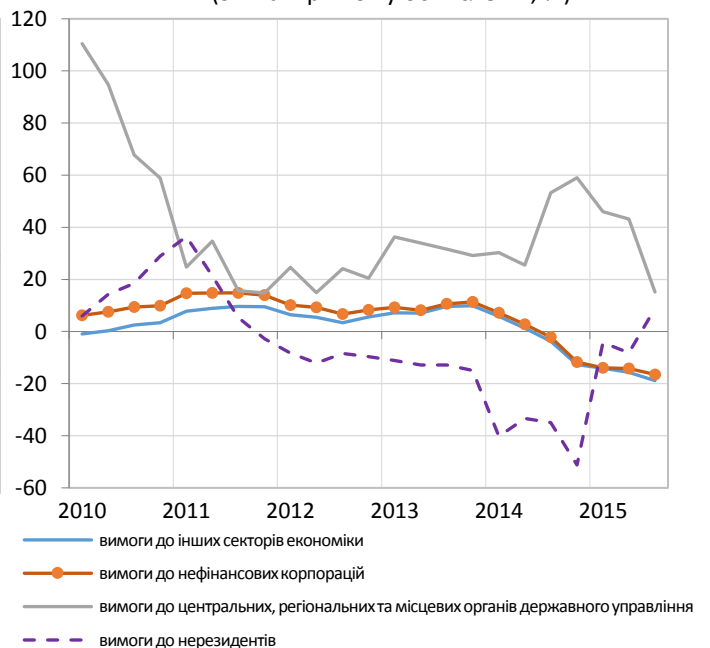 120
100
80
60
40
20
0
-20
-40
-60
2010 2011 2012 2013 2014 2015
вимоги до інших секторів економіки
вимоги до нефінансових корпорацій
вимоги до центральних, регіональних та місцевих органів державного управління
вимоги до нерезидентів